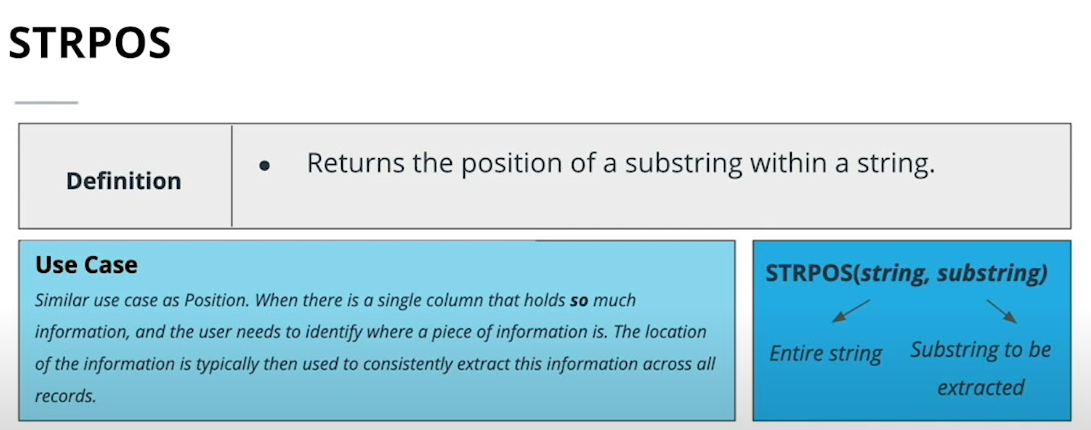 STRPOS
Definition
● Returns the position of a substring within a string.
Use Case
Similar use case as Position. When there is a single column that holds so much
information, and the user needs to identify where a piece of information is. The location
of the information is typically then used to consistently extract this information across all
records.
STRPOS(string, substring)
Entire string
Substring to be
extracted